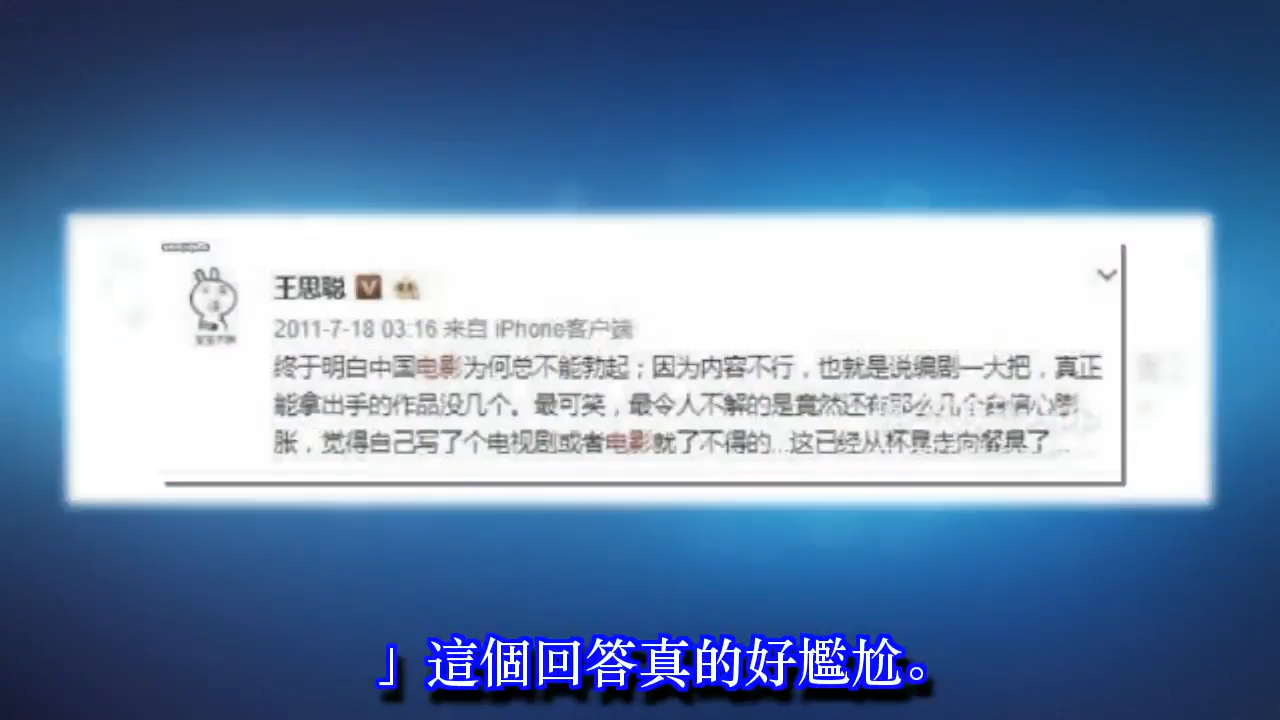 王思聪
2011-7-18 03:16 来自 iPhone客户端
终于明白中国电影为何总不能勃起；因为内容不行，也就是说编剧一大把，真正
能拿出手的作品没几个。最可笑，最令人不解的是竟然还有那么几个自信心膨
胀，觉得自己写了个电视剧或者电影就了不得的...这已经从杯具走向餐具了...
」這個回答真的好尷尬。